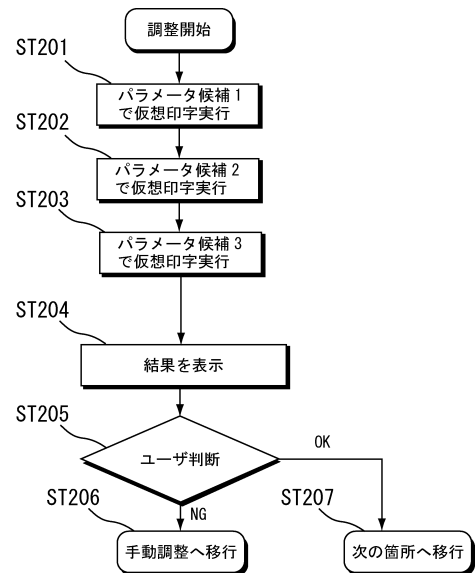 調整開始
ST201
パラメータ候補1
で仮想印字実行
ST202
パラメータ候補2
で仮想印字実行
ST203
パラメータ候補3
で仮想印字実行
ST204
結果を表示
ST205
ユーザ判断
OK
ST206
NG
ST207
手動調整へ移行
次の箇所へ移行